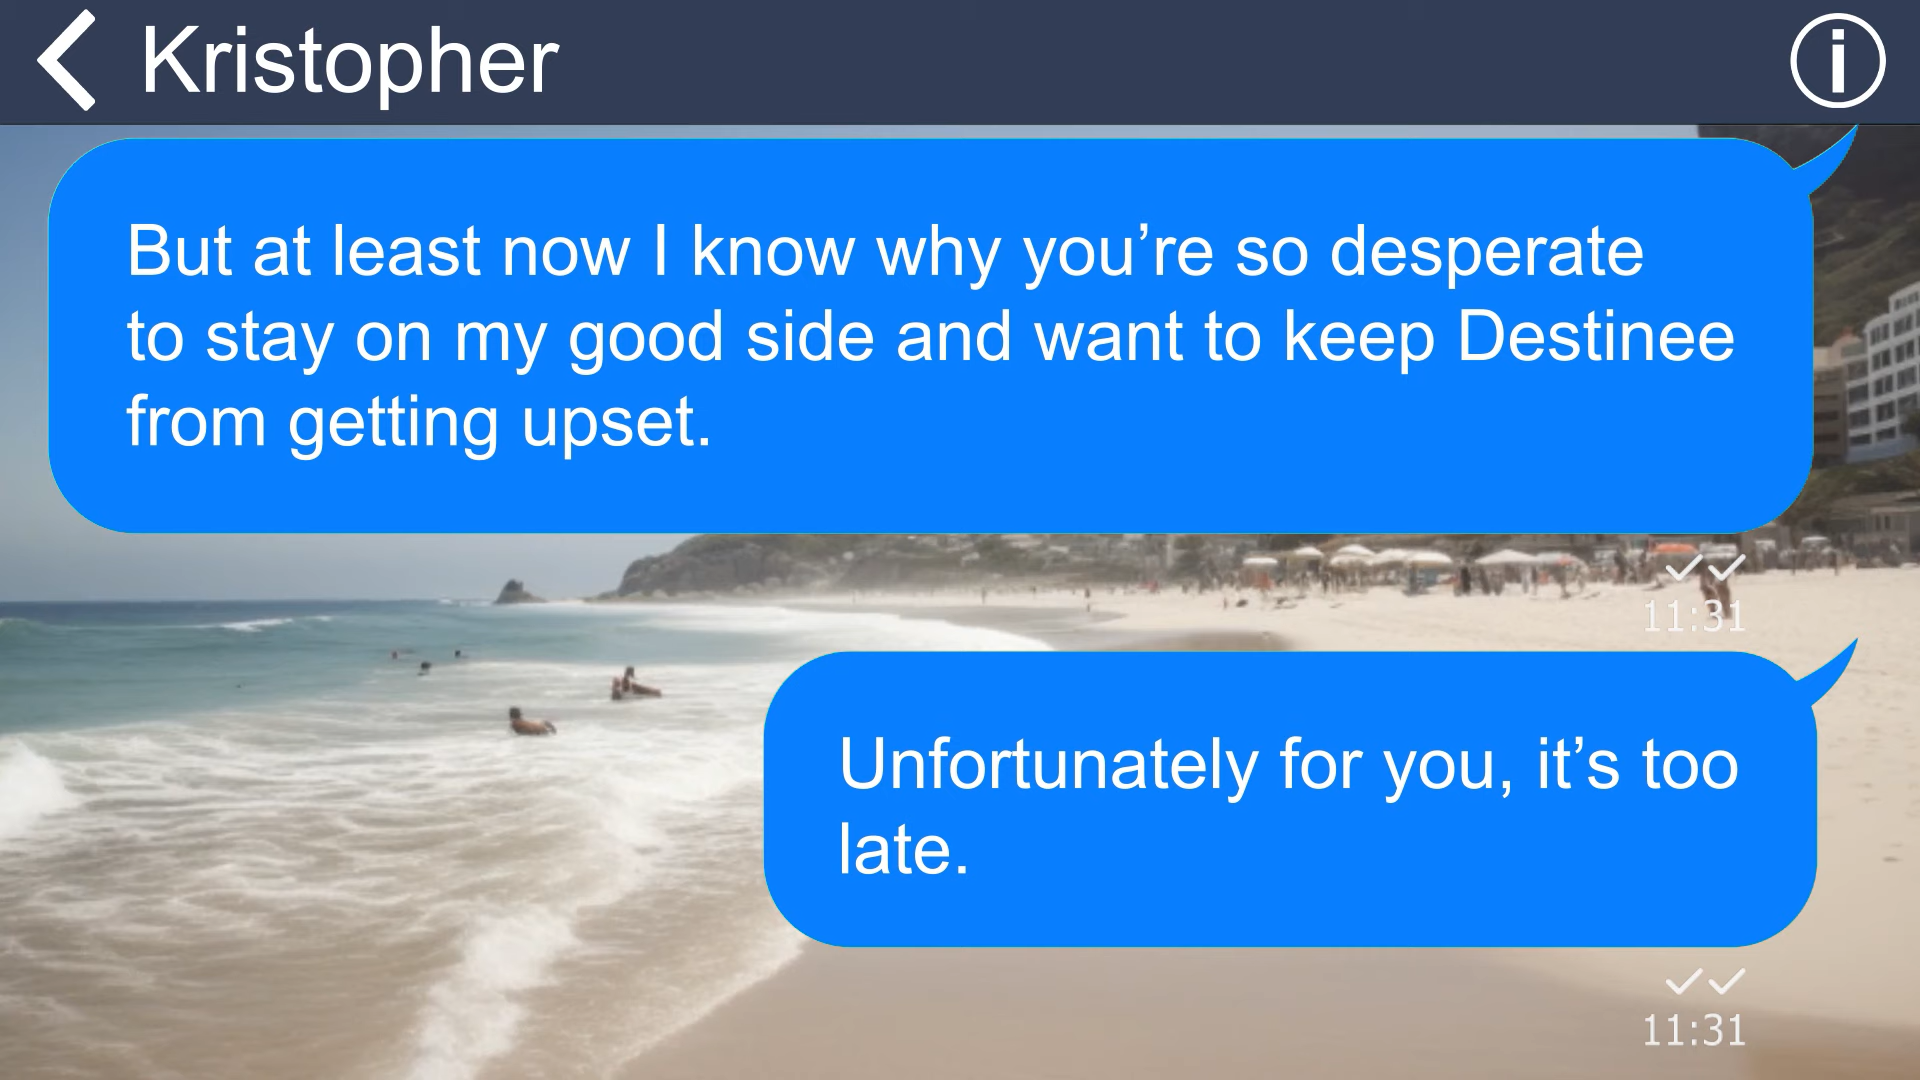 Kristopher
But at least now I know why you’re so desperate
to stay on my good side and want to keep Destinee
from getting upset.
11:31
Unfortunately for you, it’s too
late.
11:31